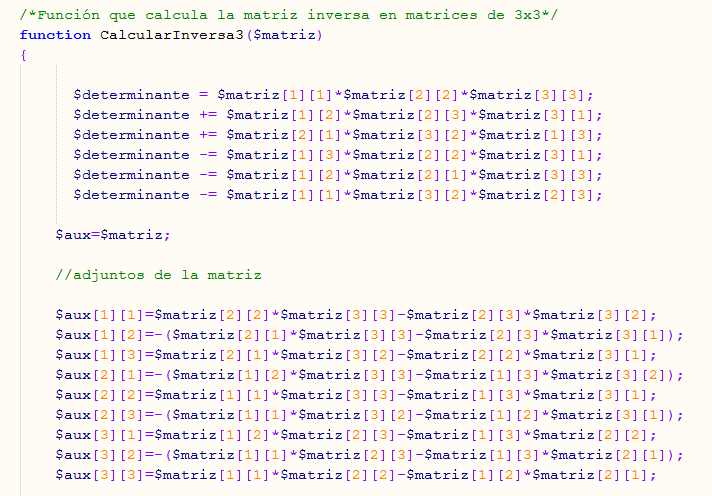 /*Función que calcula la matriz inversa en matrices de 3x3*/
function CalcularInversa3($matriz)
{
$determinante = $matriz[1][1]*$matriz[2][2]*$matriz[3][3];
$determinante += $matriz[1][2]*$matriz[2][3]*$matriz[3][1];
$determinante += $matriz[2][1]*$matriz[3][2]*$matriz[1][3];
$determinante -= $matriz[1][3]*$matriz[2][2]*$matriz[3][1];
$determinante -= $matriz[1][2]*$matriz[2][1]*$matriz[3][3];
$determinante -= $matriz[1][1]*$matriz[3][2]*$matriz[2][3];
$aux=$matriz;
//adjuntos de la matriz
$aux[1][1]=$matriz[2][2]*$matriz[3][3]-$matriz[2][3]*$matriz[3][2];
$aux[1][2]=-($matriz[2][1]*$matriz[3][3]-$matriz[2][3]*$matriz[3][1]);
$aux[1][3]=$matriz[2][1]*$matriz[3][2]-$matriz[2][2]*$matriz[3][1];
$aux[2][1]=-($matriz[1][2]*$matriz[3][3]-$matriz[1][3]*$matriz[3][2]);
$aux[2][2]=$matriz[1][1]*$matriz[3][3]-$matriz[1][3]*$matriz[3][1];
$aux[2][3]=-($matriz[1][1]*$matriz[3][2]-$matriz[1][2]*$matriz[3][1]);
$aux[3][1]=$matriz[1][2]*$matriz[2][3]-$matriz[1][3]*$matriz[2][2];
$aux[3][2]=-($matriz[1][1]*$matriz[2][3]-$matriz[1][3]*$matriz[2][1]);
$aux[3][3]=$matriz[1][1]*$matriz[2][2]-$matriz[1][2]*$matriz[2][1];